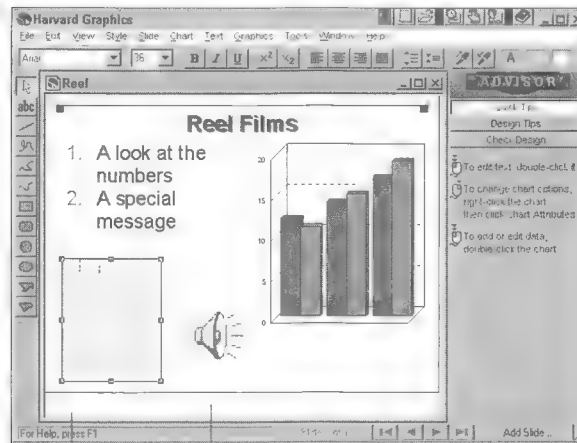 Harvard Graphics
File Edit View Style Slide Chart Text Graphics Tools Window Help
Arial 36 B I U x² x₂ A
Reel
ADVISOR
Design Tips
Check Design
abc
Reel Films
1. A look at the
numbers
2. A special
message
20
15
10
5
0
To edit text, double-click it
To change chart options,
right-click the chart
then click Chart Attributes
To add or edit data,
double-click the chart
For Help, press F1
Add Slide...